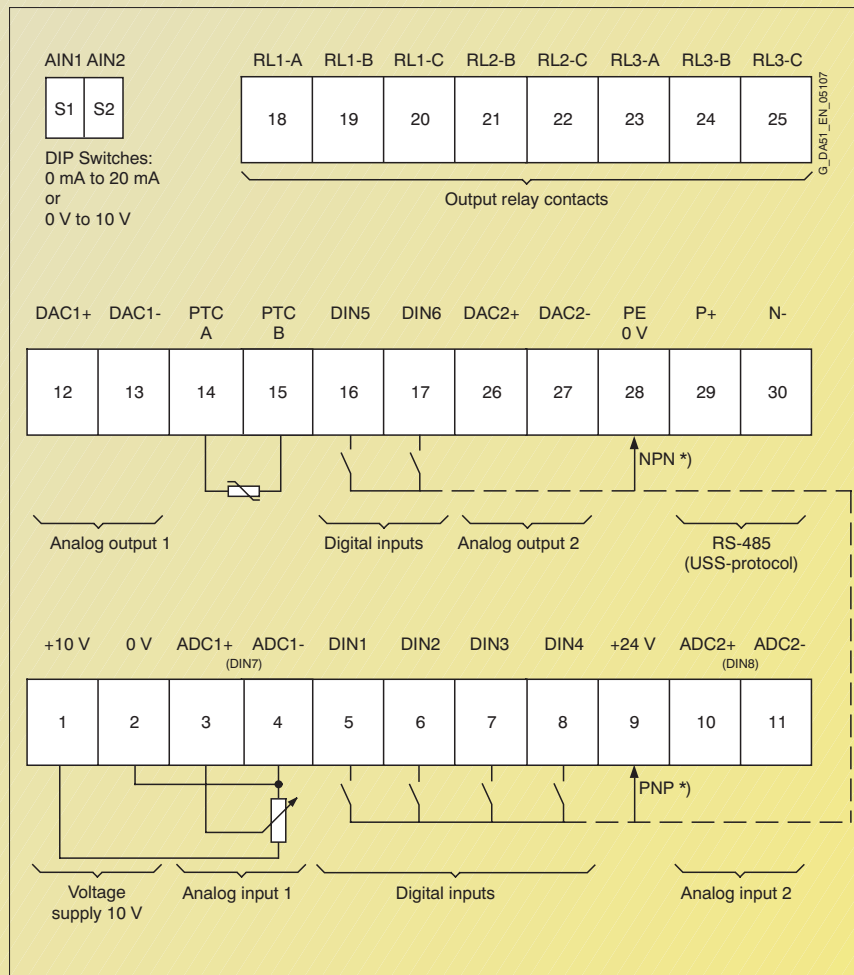 AIN1 AIN2
S1 S2
DIP Switches:
0 mA to 20 mA
or
0 V to 10 V
RL1-A RL1-B RL1-C RL2-B RL2-C RL3-A RL3-B RL3-C
18 19 20 21 22 23 24 25
Output relay contacts
G_DA51_EN_05107
DAC1+ DAC1- PTC A PTC B DIN5 DIN6 DAC2+ DAC2- PE 0 V P+ N-
12 13 14 15 16 17 26 27 28 29 30
NPN *)
Analog output 1
Digital inputs
Analog output 2
RS-485
(USS-protocol)
+10 V 0 V ADC1+ ADC1- DIN1 DIN2 DIN3 DIN4 +24 V ADC2+ ADC2-
(DIN7) (DIN8)
1 2 3 4 5 6 7 8 9 10 11
PNP *)
Voltage
supply 10 V
Analog input 1
Digital inputs
Analog input 2